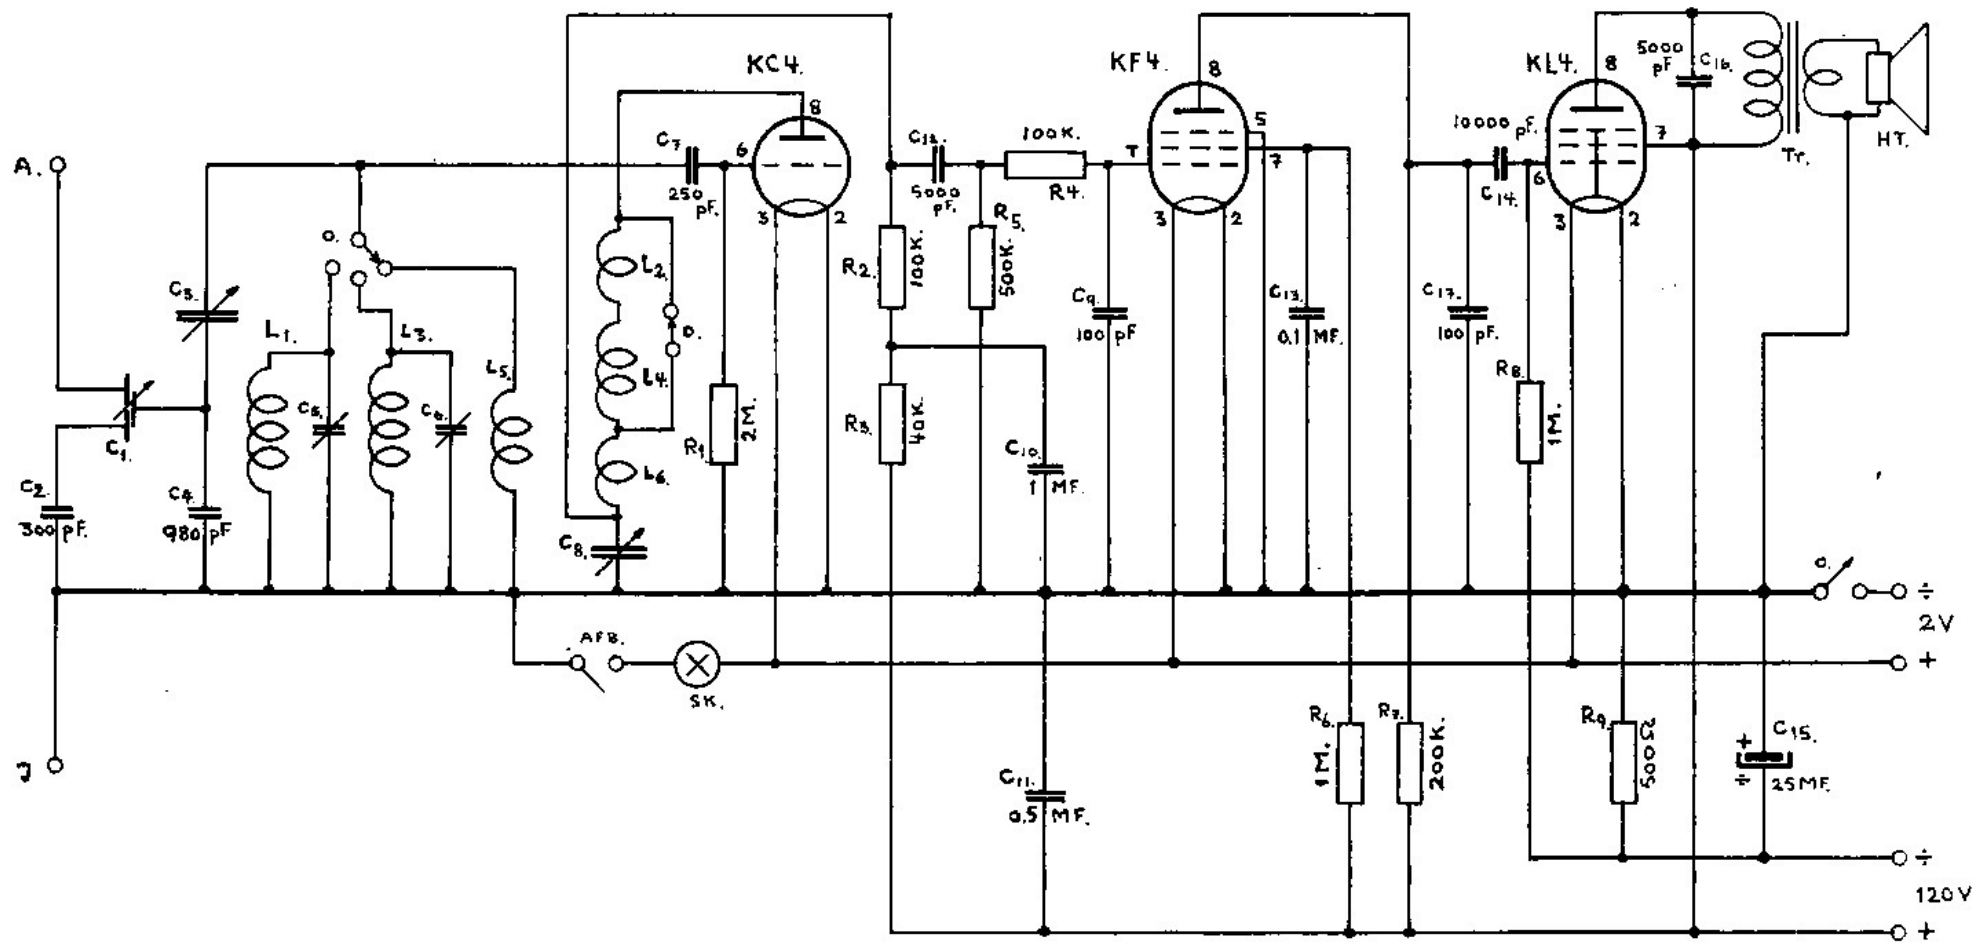 A.
C3.
C1.
C2.
300 pF.
C4.
980 pF
O.
L1.
C5.
L3.
C6.
L5.
C7
250
pF.
KC4.
8
6
3
2
L2.
L4.
L6.
O.
C8.
R1.
2M.
R2.
100K.
R3.
40K.
C12.
5000
pF.
R5.
500K.
100K.
R4.
C9.
100 pF
C10.
1 MF.
C11.
0.5 MF.
KF4.
8
T
5
7
3
2
C13.
0.1 MF.
R6.
1M.
R7.
200K.
C17.
100 pF.
10000 pF.
C14.
KL4.
8
7
6
3
2
R8.
1M.
R9.
500Ω
5000
pF
C16.
Tr.
HT.
C15.
+
÷
25MF.
AFB.
SK.
O.
÷
2V
+
÷
120V
+